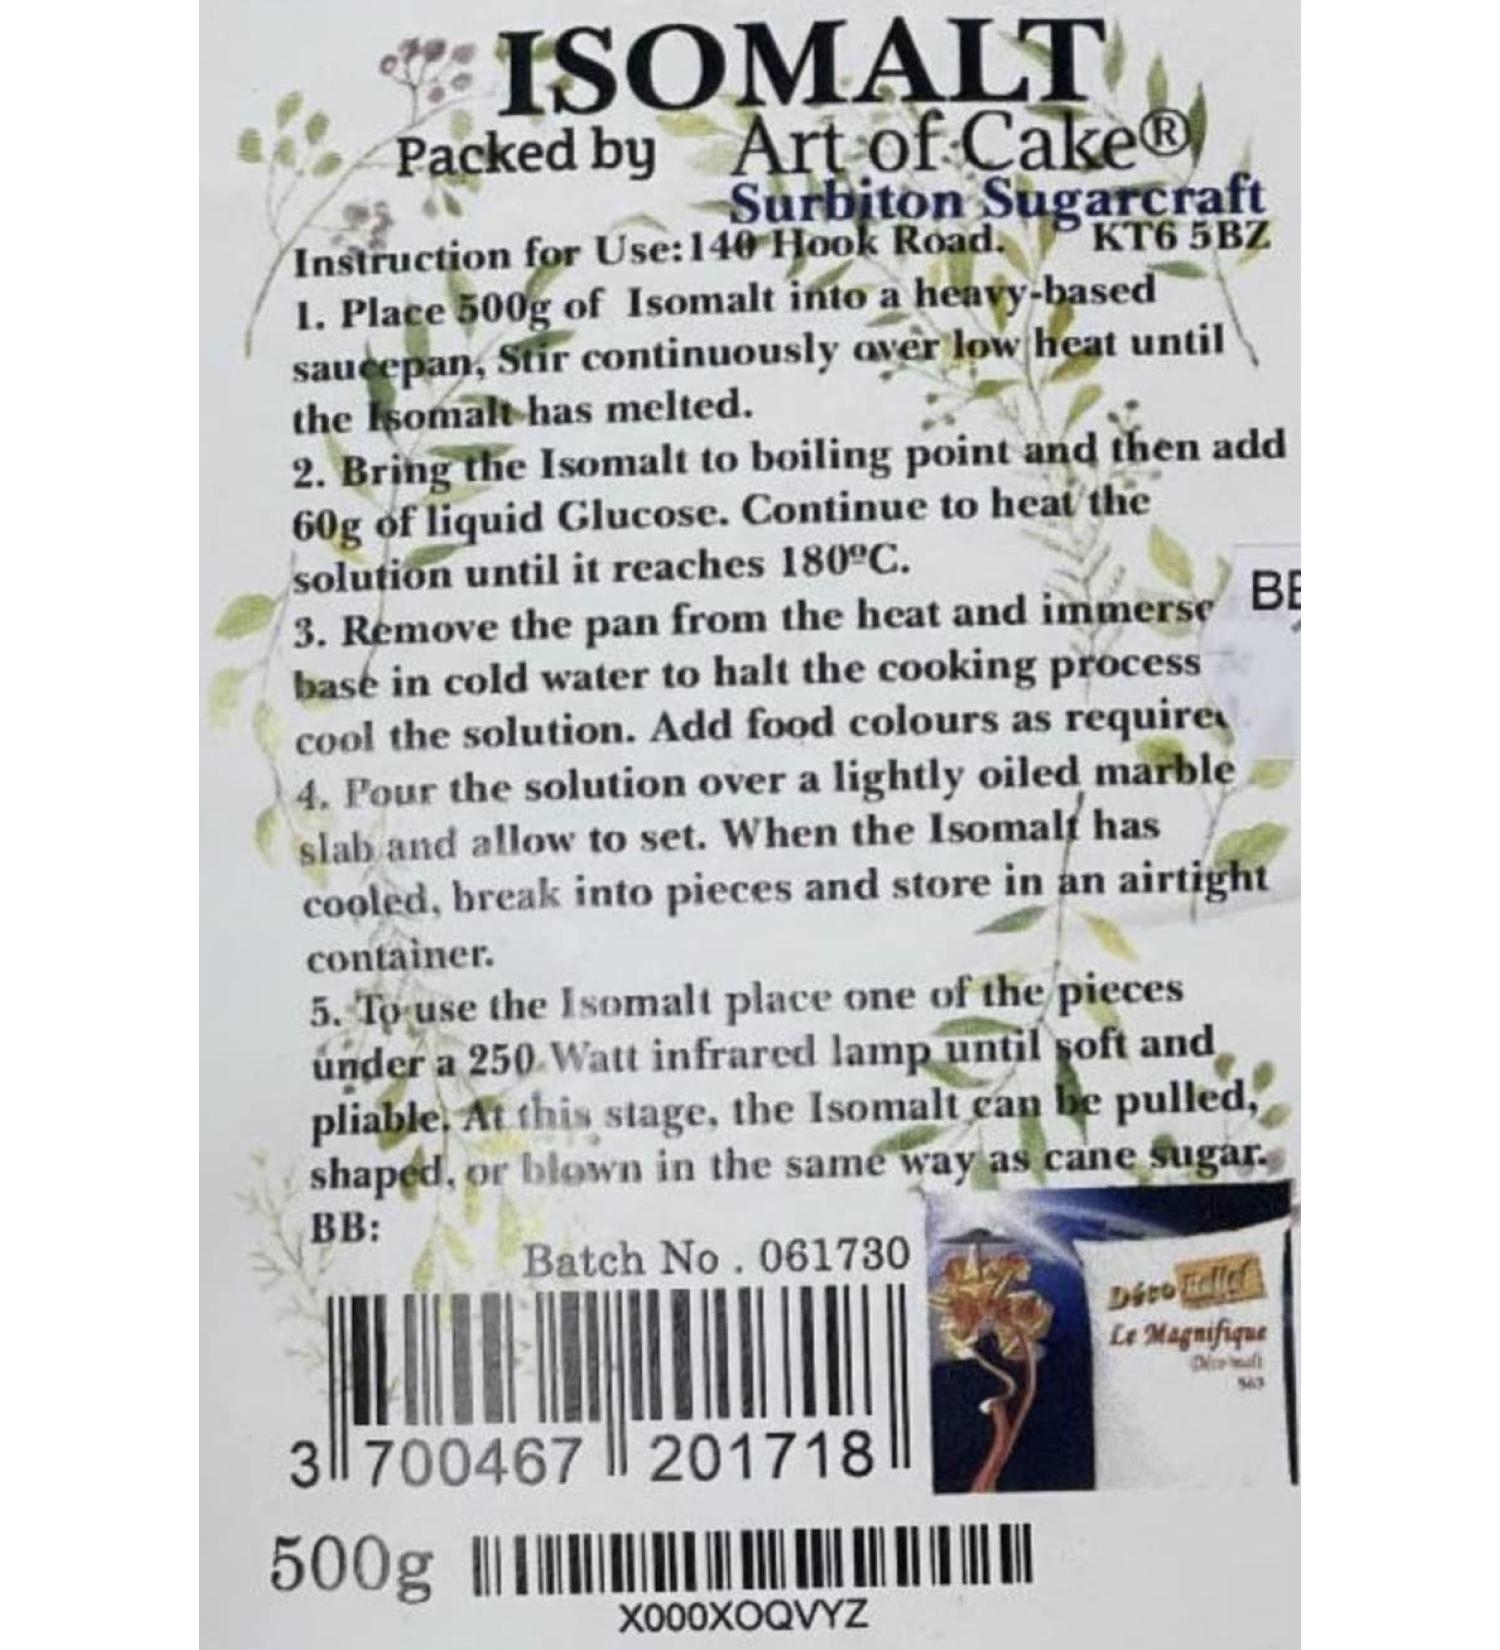 ISOMALT
Packed by Art of Cake®
Surbiton Sugarcraft
Instruction for Use: 140 Hook Road. KT6 5BZ
1. Place 500g of Isomalt into a heavy-based
saucepan, Stir continuously over low heat until
the Isomalt has melted.
2. Bring the Isomalt to boiling point and then add
60g of liquid Glucose. Continue to heat the
solution until it reaches 180ºC.
3. Remove the pan from the heat and immerse
base in cold water to halt the cooking process
cool the solution. Add food colours as require
4. Pour the solution over a lightly oiled marble
slab and allow to set. When the Isomalt has
cooled, break into pieces and store in an airtight
container.
5. To use the Isomalt place one of the pieces
under a 250 Watt infrared lamp until soft and
pliable. At this stage, the Isomalt can be pulled,
shaped, or blown in the same way as cane sugar.
BB:
Batch No . 061730
3 700467 201718
500g
X000XOQVYZ
BE
Déco Relief
Le Magnifique